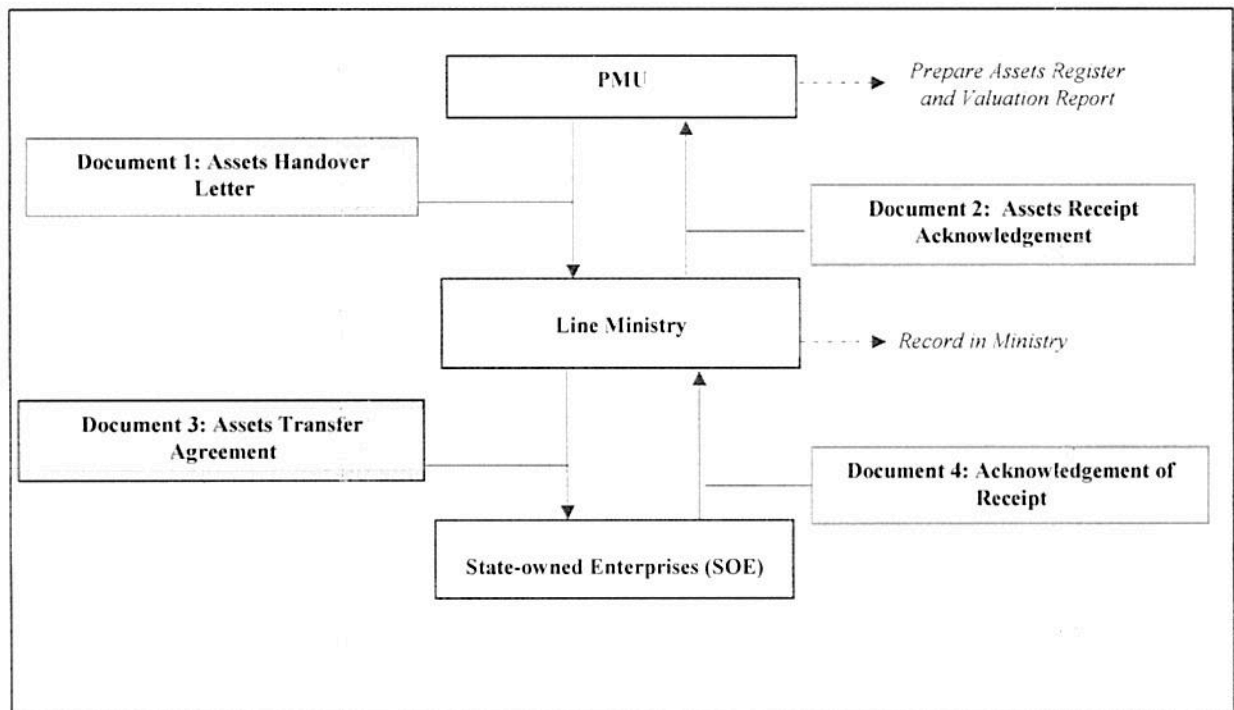 PMU
Prepare Assets Register
and Valuation Report
Document 1: Assets Handover
Letter
Document 2: Assets Receipt
Acknowledgement
Line Ministry
Record in Ministry
Document 3: Assets Transfer
Agreement
Document 4: Acknowledgement of
Receipt
State-owned Enterprises (SOE)